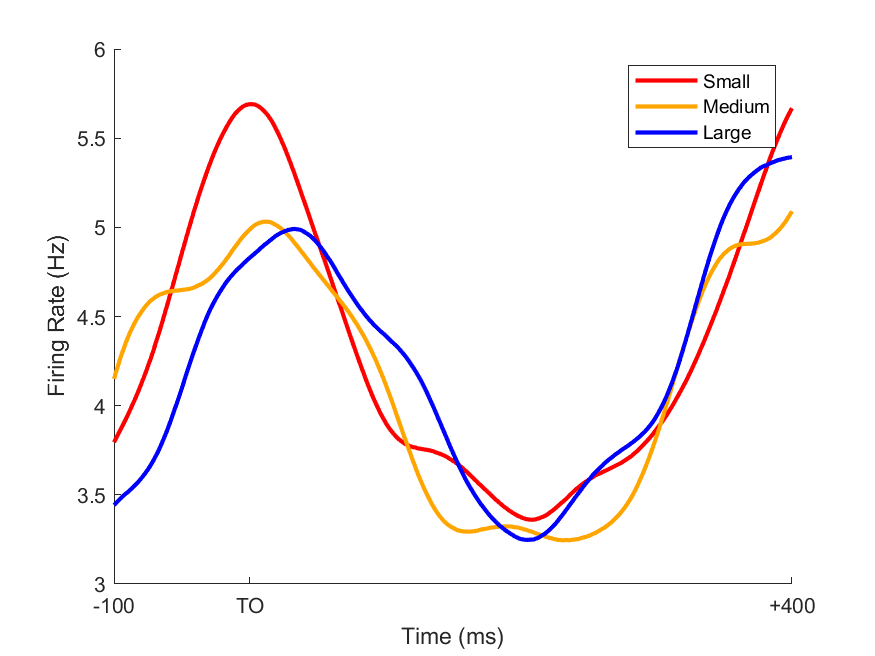 6
5.5
5
4.5
4
3.5
3
Firing Rate (Hz)
Small
Medium
Large
-100
TO
+400
Time (ms)